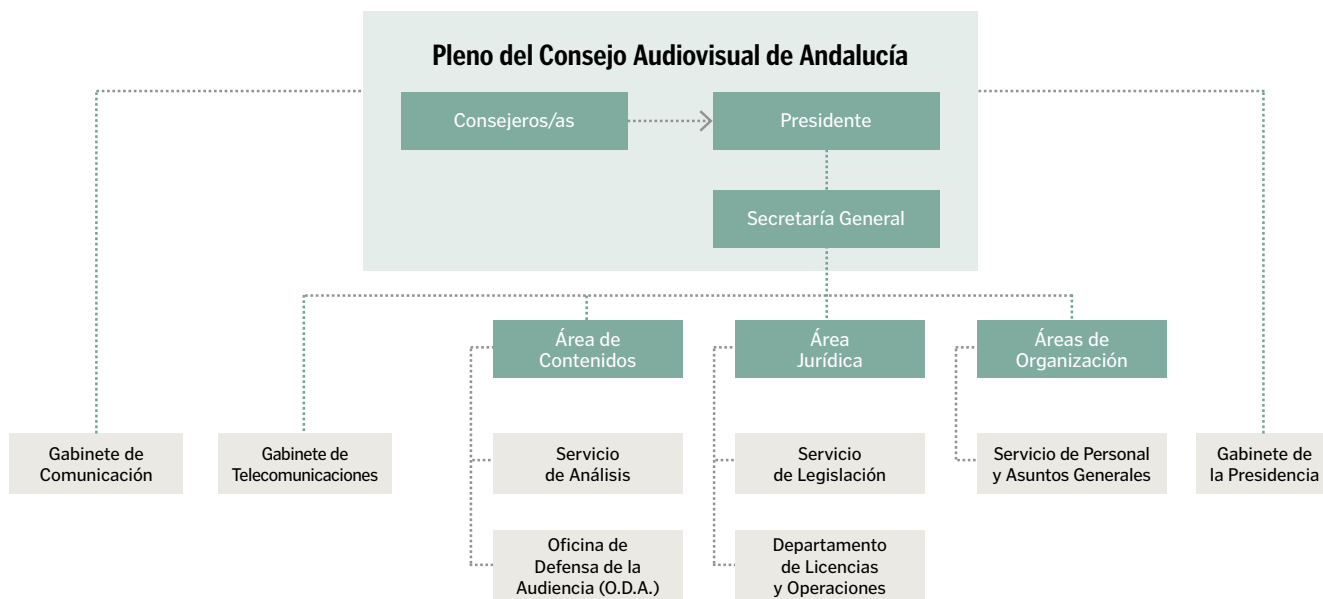 Pleno del Consejo Audiovisual de Andalucía
Consejeros/as
Presidente
Secretaría General
Área de
Contenidos
Área
Jurídica
Áreas de
Organización
Gabinete de
Comunicación
Gabinete de
Telecomunicaciones
Servicio
de Análisis
Servicio
de Legislación
Servicio de Personal
y Asuntos Generales
Gabinete de
la Presidencia
Oficina de
Defensa de la
Audiencia (O.D.A.)
Departamento
de Licencias
y Operaciones